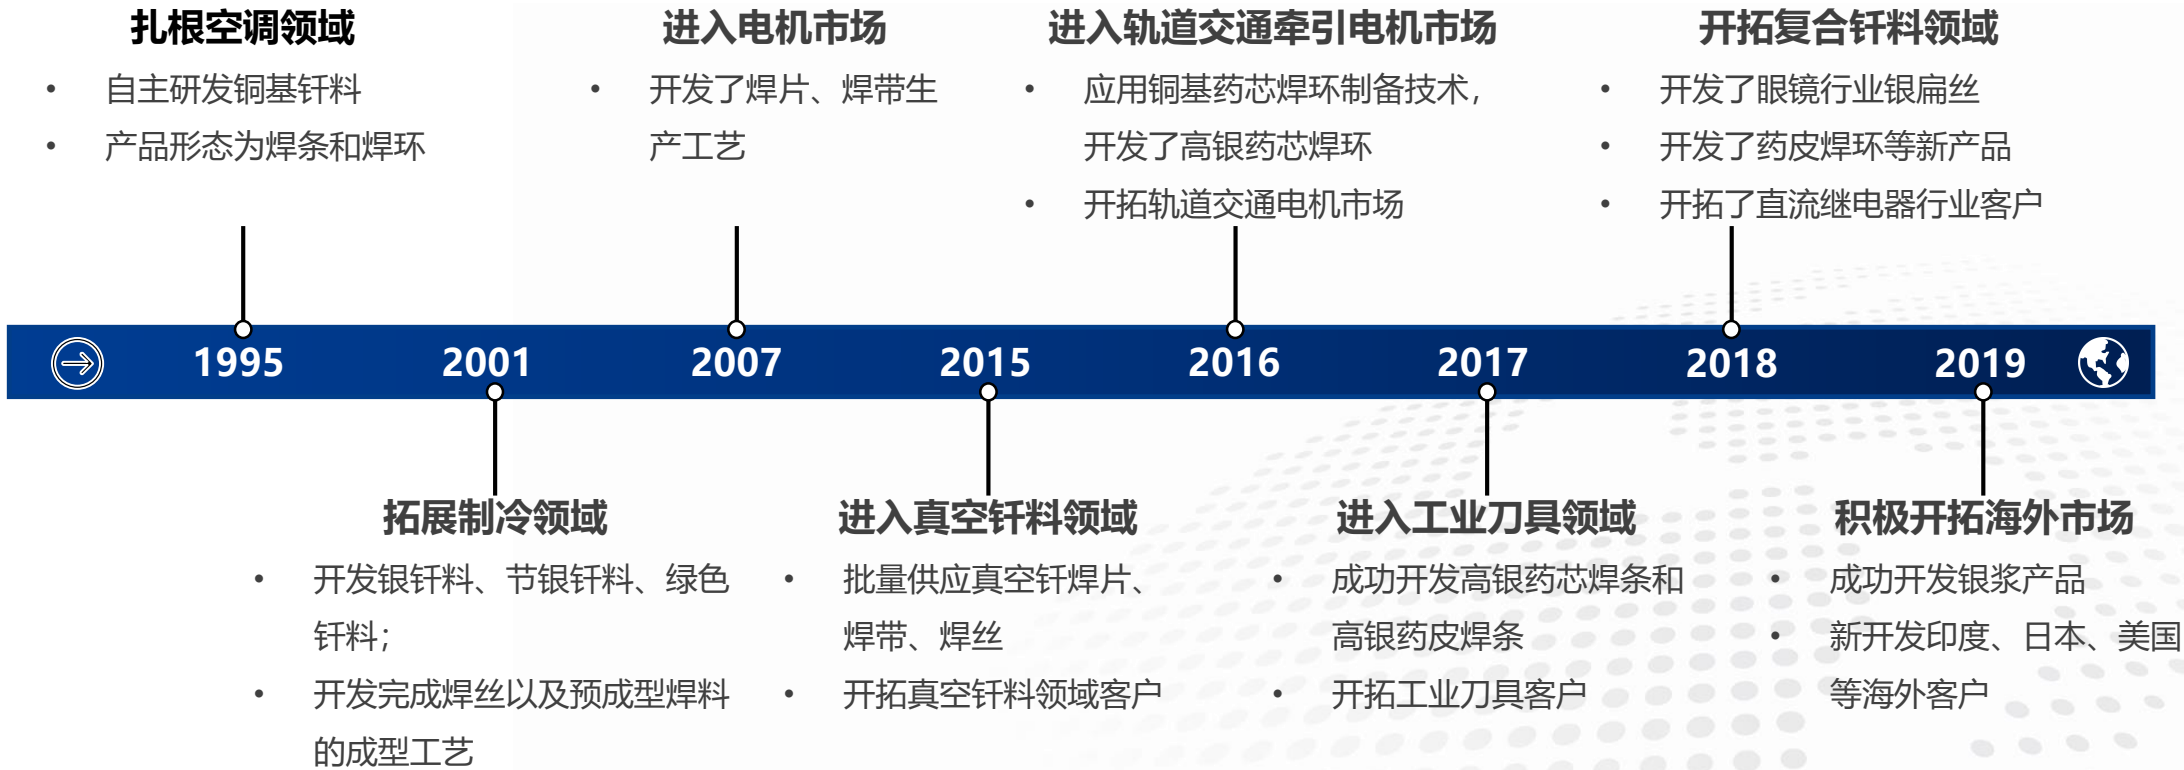 扎根空调领域
• 自主研发铜基钎料
• 产品形态为焊条和焊环
进入电机市场
• 开发了焊片、焊带生
产工艺
进入轨道交通牵引电机市场
• 应用铜基药芯焊环制备技术，
开发了高银药芯焊环
• 开拓轨道交通电机市场
开拓复合钎料领域
• 开发了眼镜行业银扁丝
• 开发了药皮焊环等新产品
• 开拓了直流继电器行业客户
1995 2001 2007 2015 2016 2017 2018 2019
拓展制冷领域
• 开发银钎料、节银钎料、绿色
钎料；
• 开发完成焊丝以及预成型焊料
的成型工艺
进入真空钎料领域
• 批量供应真空钎焊片、
焊带、焊丝
• 开拓真空钎料领域客户
进入工业刀具领域
• 成功开发高银药芯焊条和
高银药皮焊条
• 开拓工业刀具客户
积极开拓海外市场
• 成功开发银浆产品
• 新开发印度、日本、美国
等海外客户